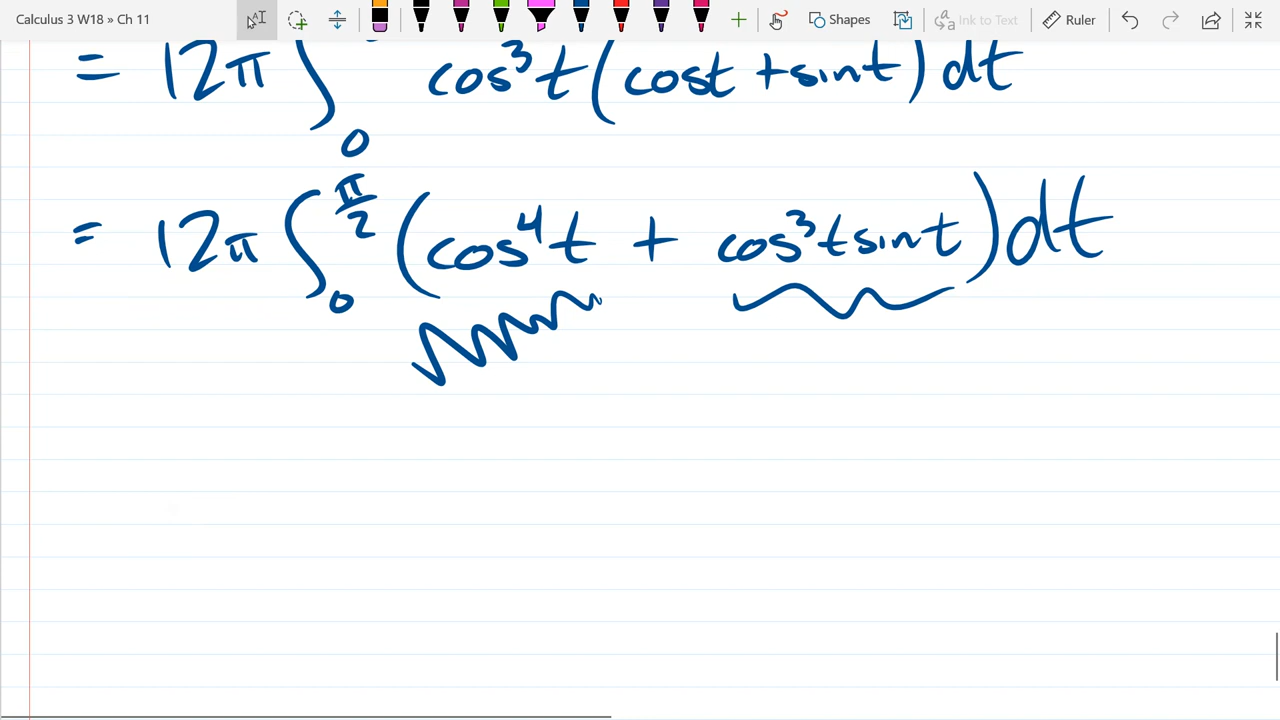 Calculus 3 W18 » Ch 11 Shapes Ink to Text Ruler
= 12π ∫₀ cos³t(cost + sint)dt
= 12π ∫₀^(π/2) (cos⁴t + cos³tsint)dt